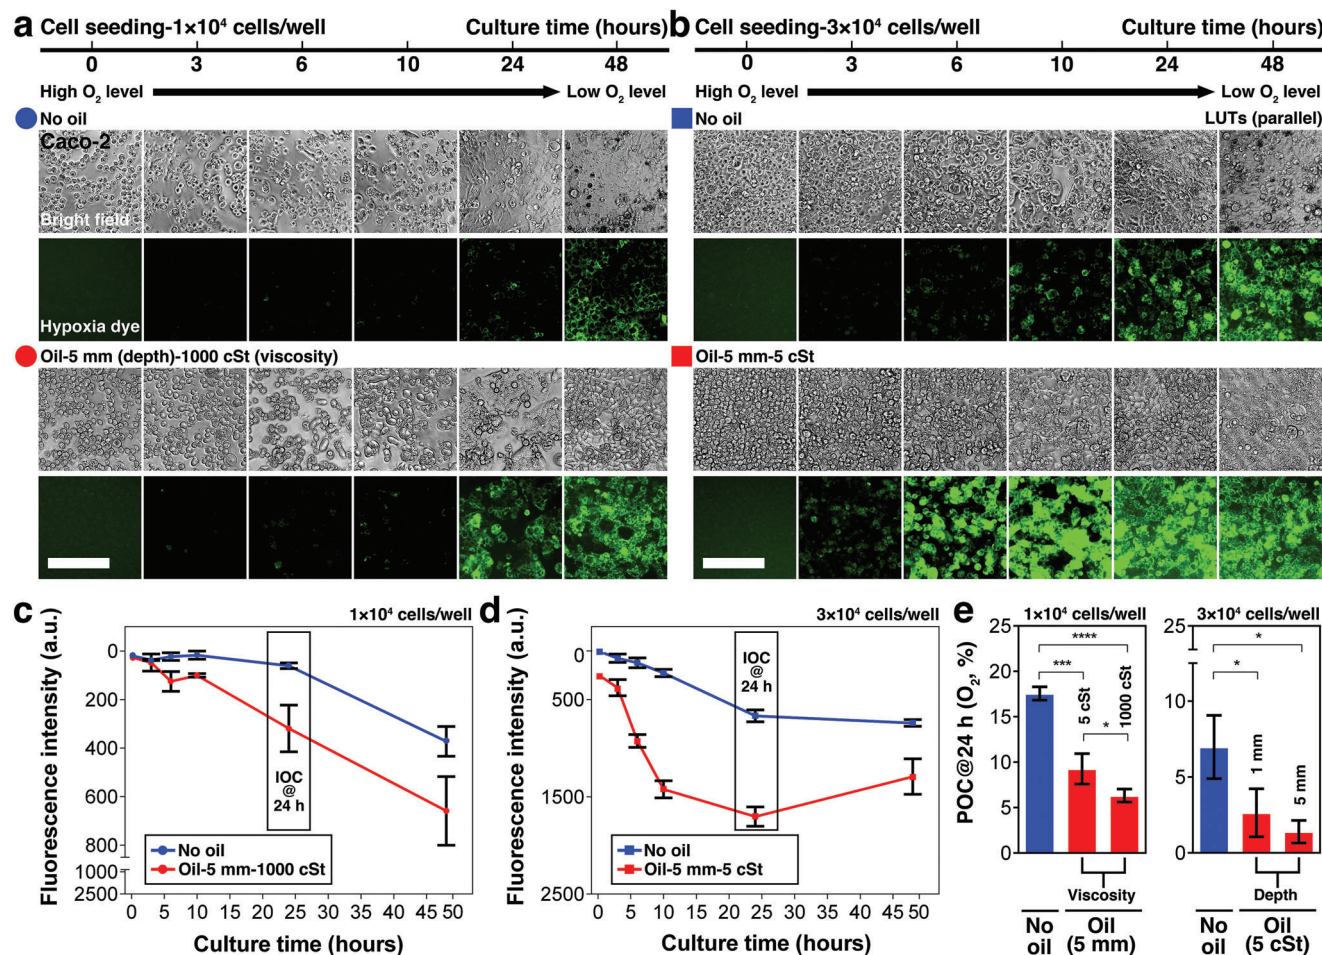 a Cell seeding-1×10⁴ cells/well Culture time (hours)
0 3 6 10 24 48
High O₂ level Low O₂ level
No oil
Caco-2
Bright field
Hypoxia dye
Oil-5 mm (depth)-1000 cSt (viscosity)
b Cell seeding-3×10⁴ cells/well Culture time (hours)
0 3 6 10 24 48
High O₂ level Low O₂ level
No oil LUTs (parallel)
Oil-5 mm-5 cSt
c 1×10⁴ cells/well
Fluorescence intensity (a.u.)
0
200
400
600
800
1000
2500
IOC
@
24 h
No oil
Oil-5 mm-1000 cSt
0 5 10 15 20 25 30 35 40 45 50
Culture time (hours)
d 3×10⁴ cells/well
Fluorescence intensity (a.u.)
0
500
1500
2500
IOC
@
24 h
No oil
Oil-5 mm-5 cSt
0 5 10 15 20 25 30 35 40 45 50
Culture time (hours)
e 1×10⁴ cells/well 3×10⁴ cells/well
POC@24 h (O₂, %)
25
20
15
10
5
0
****
***
*
5 cSt
1000 cSt
Viscosity
No
oil
Oil
(5 mm)
25
10
5
0
*
*
1 mm
5 mm
Depth
No
oil
Oil
(5 cSt)